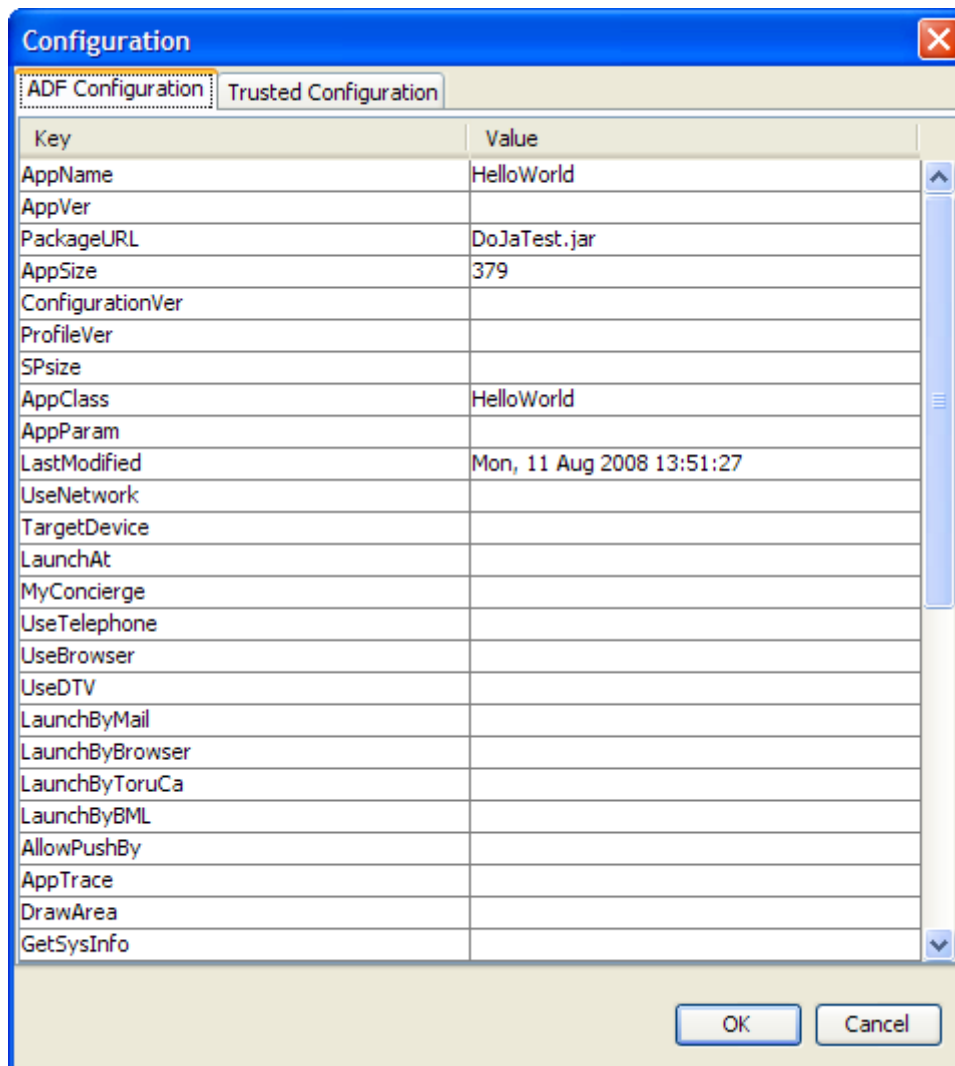 Configuration
ADF Configuration Trusted Configuration
Key Value
AppName HelloWorld
AppVer
PackageURL DoJaTest.jar
AppSize 379
ConfigurationVer
ProfileVer
SPsize
AppClass HelloWorld
AppParam
LastModified Mon, 11 Aug 2008 13:51:27
UseNetwork
TargetDevice
LaunchAt
MyConcierge
UseTelephone
UseBrowser
UseDTV
LaunchByMail
LaunchByBrowser
LaunchByToruCa
LaunchByBML
AllowPushBy
AppTrace
DrawArea
GetSysInfo
OK Cancel